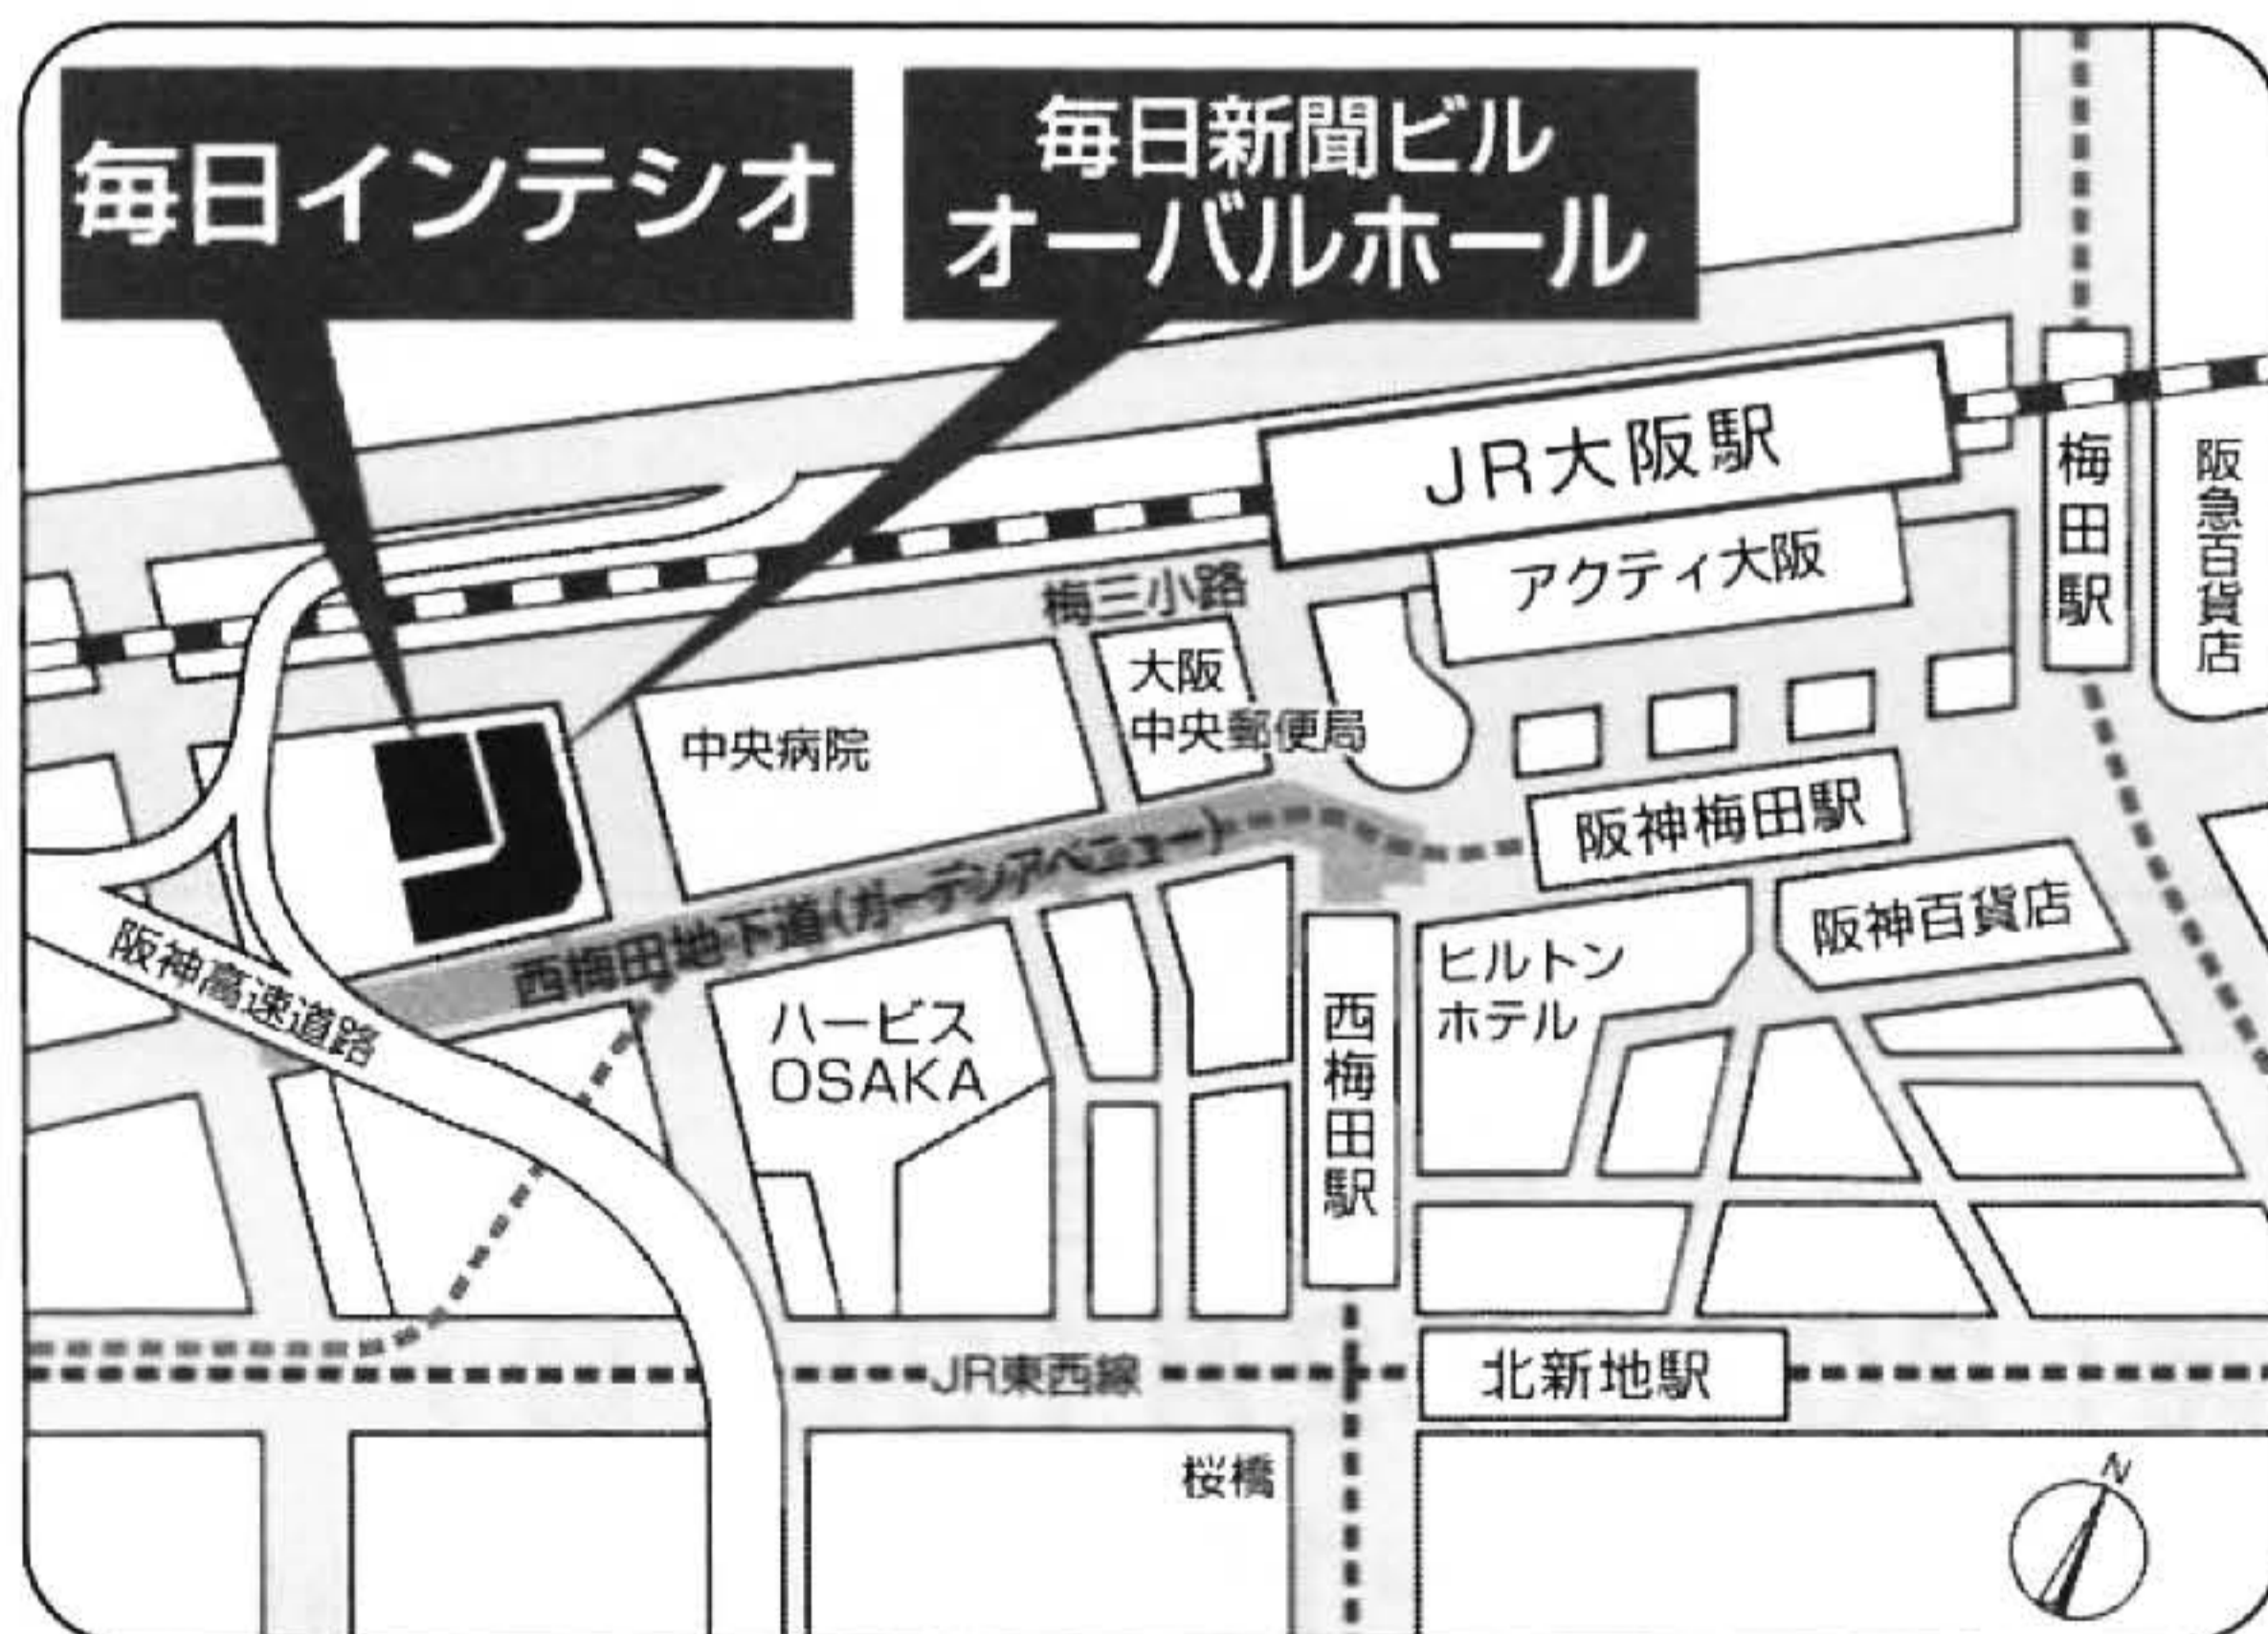 毎日インテシオ
毎日新聞ビル
オーバルホール
JR大阪駅
アクティ大阪
梅田駅
阪急百貨店
梅三小路
大阪
中央郵便局
中央病院
阪神梅田駅
阪神百貨店
西梅田地下道(ガーデンアベニュー)
阪神高速道路
ハービス
OSAKA
西梅田駅
ヒルトン
ホテル
JR東西線
北新地駅
桜橋
N